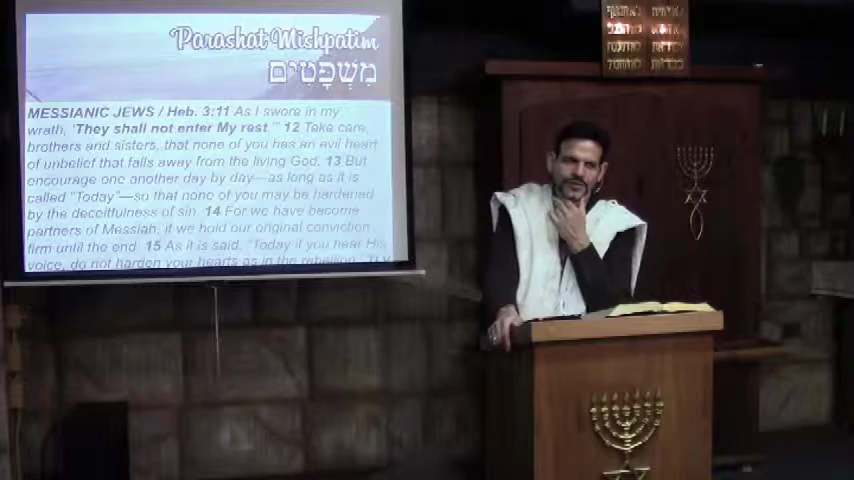 Parashat Mishpatim
מִשְׁפָּטִים
MESSIANIC JEWS / Heb. 3:11 As I swore in my
wrath, 'They shall not enter My rest.'" 12 Take care,
brothers and sisters, that none of you has an evil heart
of unbelief that falls away from the living God. 13 But
encourage one another day by day—as long as it is
called "Today"—so that none of you may be hardened
by the deceitfulness of sin. 14 For we have become
partners of Messiah, if we hold our original conviction
firm until the end. 15 As it is said, "Today if you hear His
voice, do not harden your hearts as in the rebellion." TLV